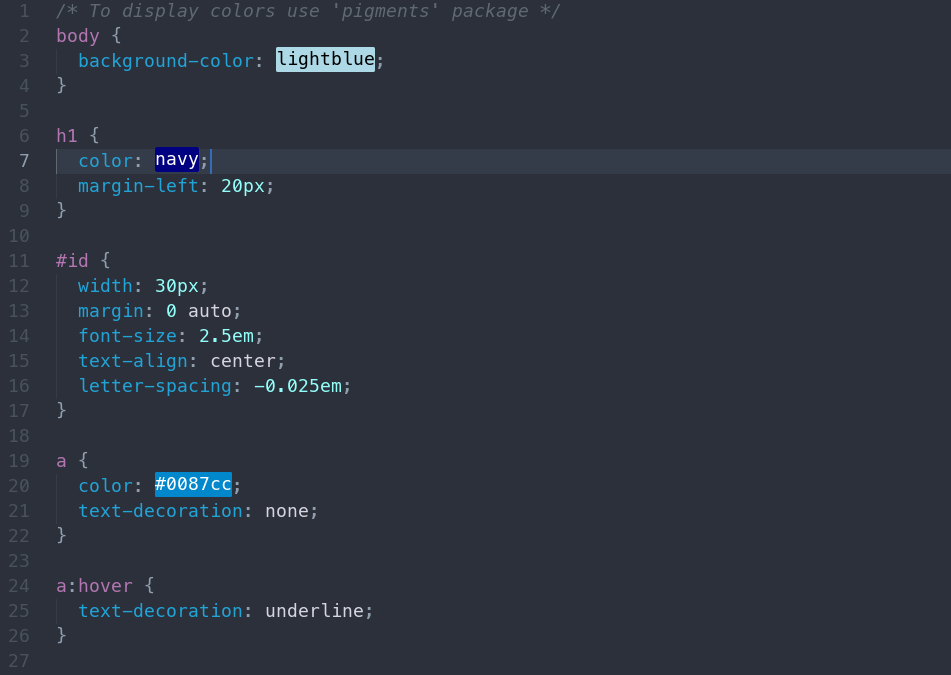 1 /* To display colors use 'pigments' package */
2 body {
3   background-color: lightblue;
4 }
5
6 h1 {
7   color: navy;
8   margin-left: 20px;
9 }
10
11 #id {
12   width: 30px;
13   margin: 0 auto;
14   font-size: 2.5em;
15   text-align: center;
16   letter-spacing: -0.025em;
17 }
18
19 a {
20   color: #0087cc;
21   text-decoration: none;
22 }
23
24 a:hover {
25   text-decoration: underline;
26 }
27